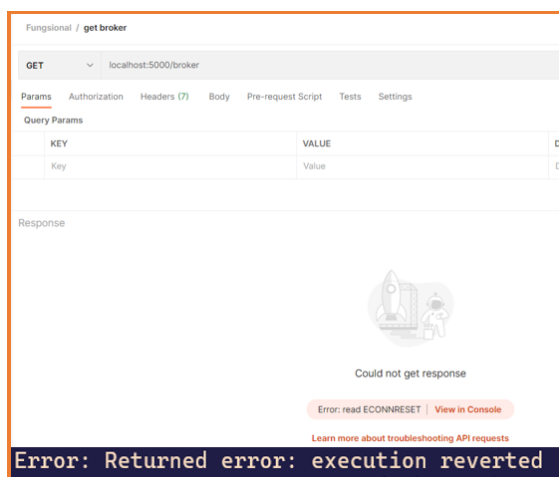 Fungsional / get broker
GET localhost:5000/broker
Params Authorization Headers (7) Body Pre-request Script Tests Settings
Query Params
KEY VALUE D
Key Value D
Response
Could not get response
Error: read ECONNRESET | View in Console
Learn more about troubleshooting API requests
Error: Returned error: execution reverted